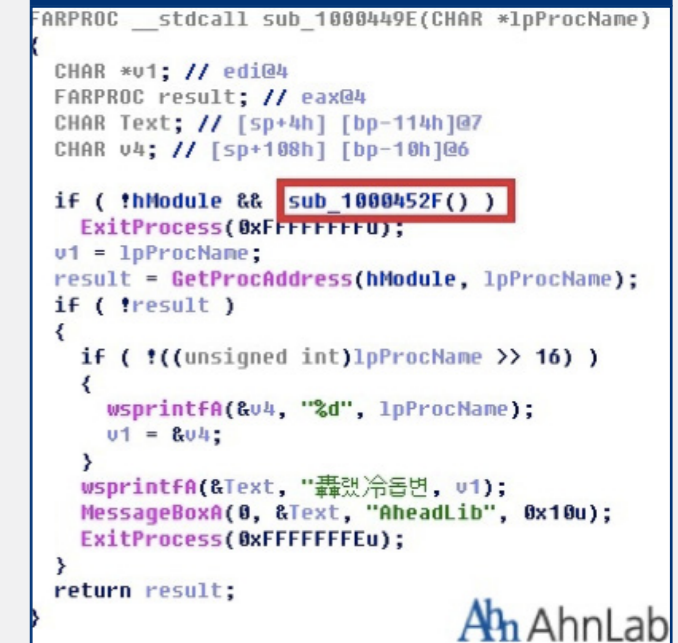 FARPROC __stdcall sub_1000449E(CHAR *lpProcName)
{
CHAR *v1; // edi@4
FARPROC result; // eax@4
CHAR Text; // [sp+4h] [bp-114h]@7
CHAR v4; // [sp+108h] [bp-10h]@6
if ( !hModule && sub_1000452F() )
ExitProcess(0xFFFFFFFFu);
v1 = lpProcName;
result = GetProcAddress(hModule, lpProcName);
if ( !result )
{
if ( !((unsigned int)lpProcName >> 16) )
{
wsprintfA(&v4, "%d", lpProcName);
v1 = &v4;
}
wsprintfA(&Text, "轟랬冷돕변, v1);
MessageBoxA(0, &Text, "AheadLib", 0x10u);
ExitProcess(0xFFFFFFFEu);
}
return result;
}
Ahn AhnLab